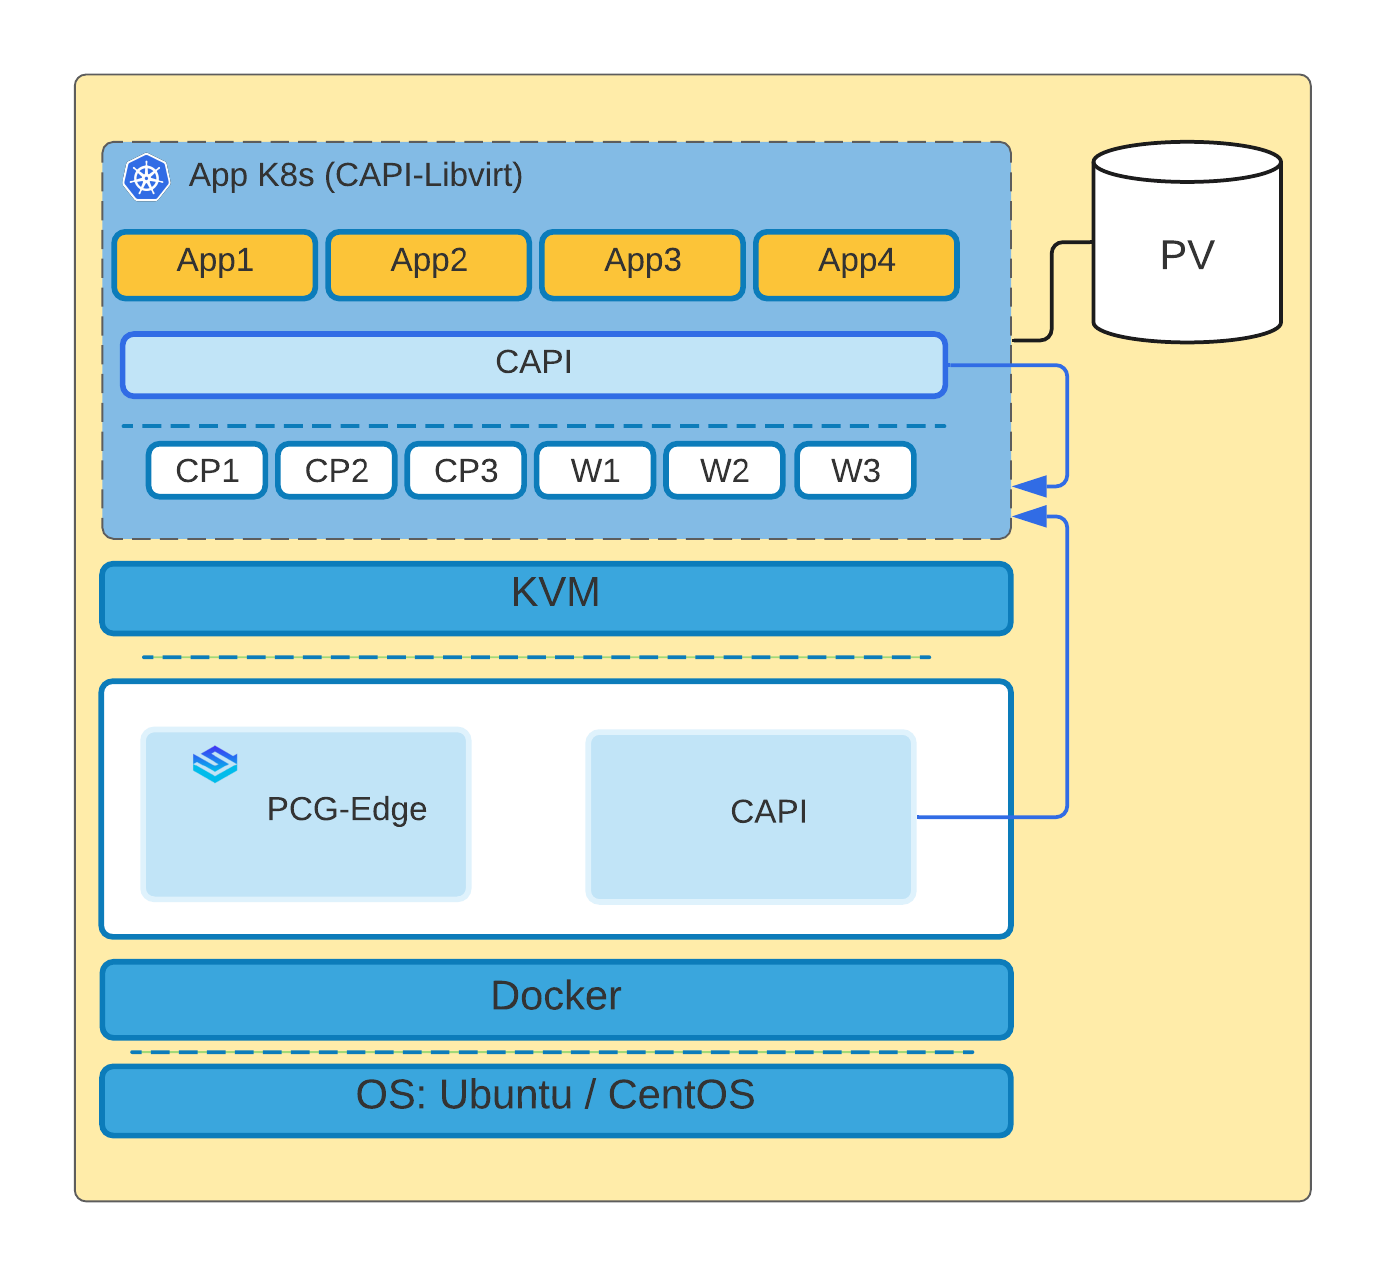 App K8s (CAPI-Libvirt)
App1 App2 App3 App4
PV
CAPI
CP1 CP2 CP3 W1 W2 W3
KVM
PCG-Edge
CAPI
Docker
OS: Ubuntu / CentOS